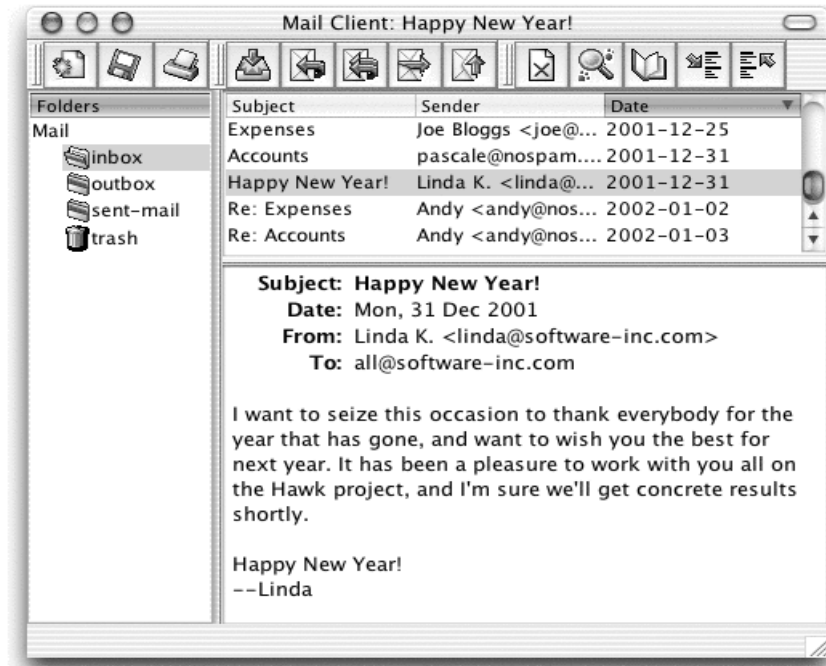 Mail Client: Happy New Year!
Folders
Mail
inbox
outbox
sent-mail
trash
Subject Sender Date
Expenses Joe Bloggs <joe@... 2001-12-25
Accounts pascale@nospam.... 2001-12-31
Happy New Year! Linda K. <linda@... 2001-12-31
Re: Expenses Andy <andy@nos... 2002-01-02
Re: Accounts Andy <andy@nos... 2002-01-03
Subject: Happy New Year!
Date: Mon, 31 Dec 2001
From: Linda K. <linda@software-inc.com>
To: all@software-inc.com
I want to seize this occasion to thank everybody for the
year that has gone, and want to wish you the best for
next year. It has been a pleasure to work with you all on
the Hawk project, and I'm sure we'll get concrete results
shortly.
Happy New Year!
--Linda